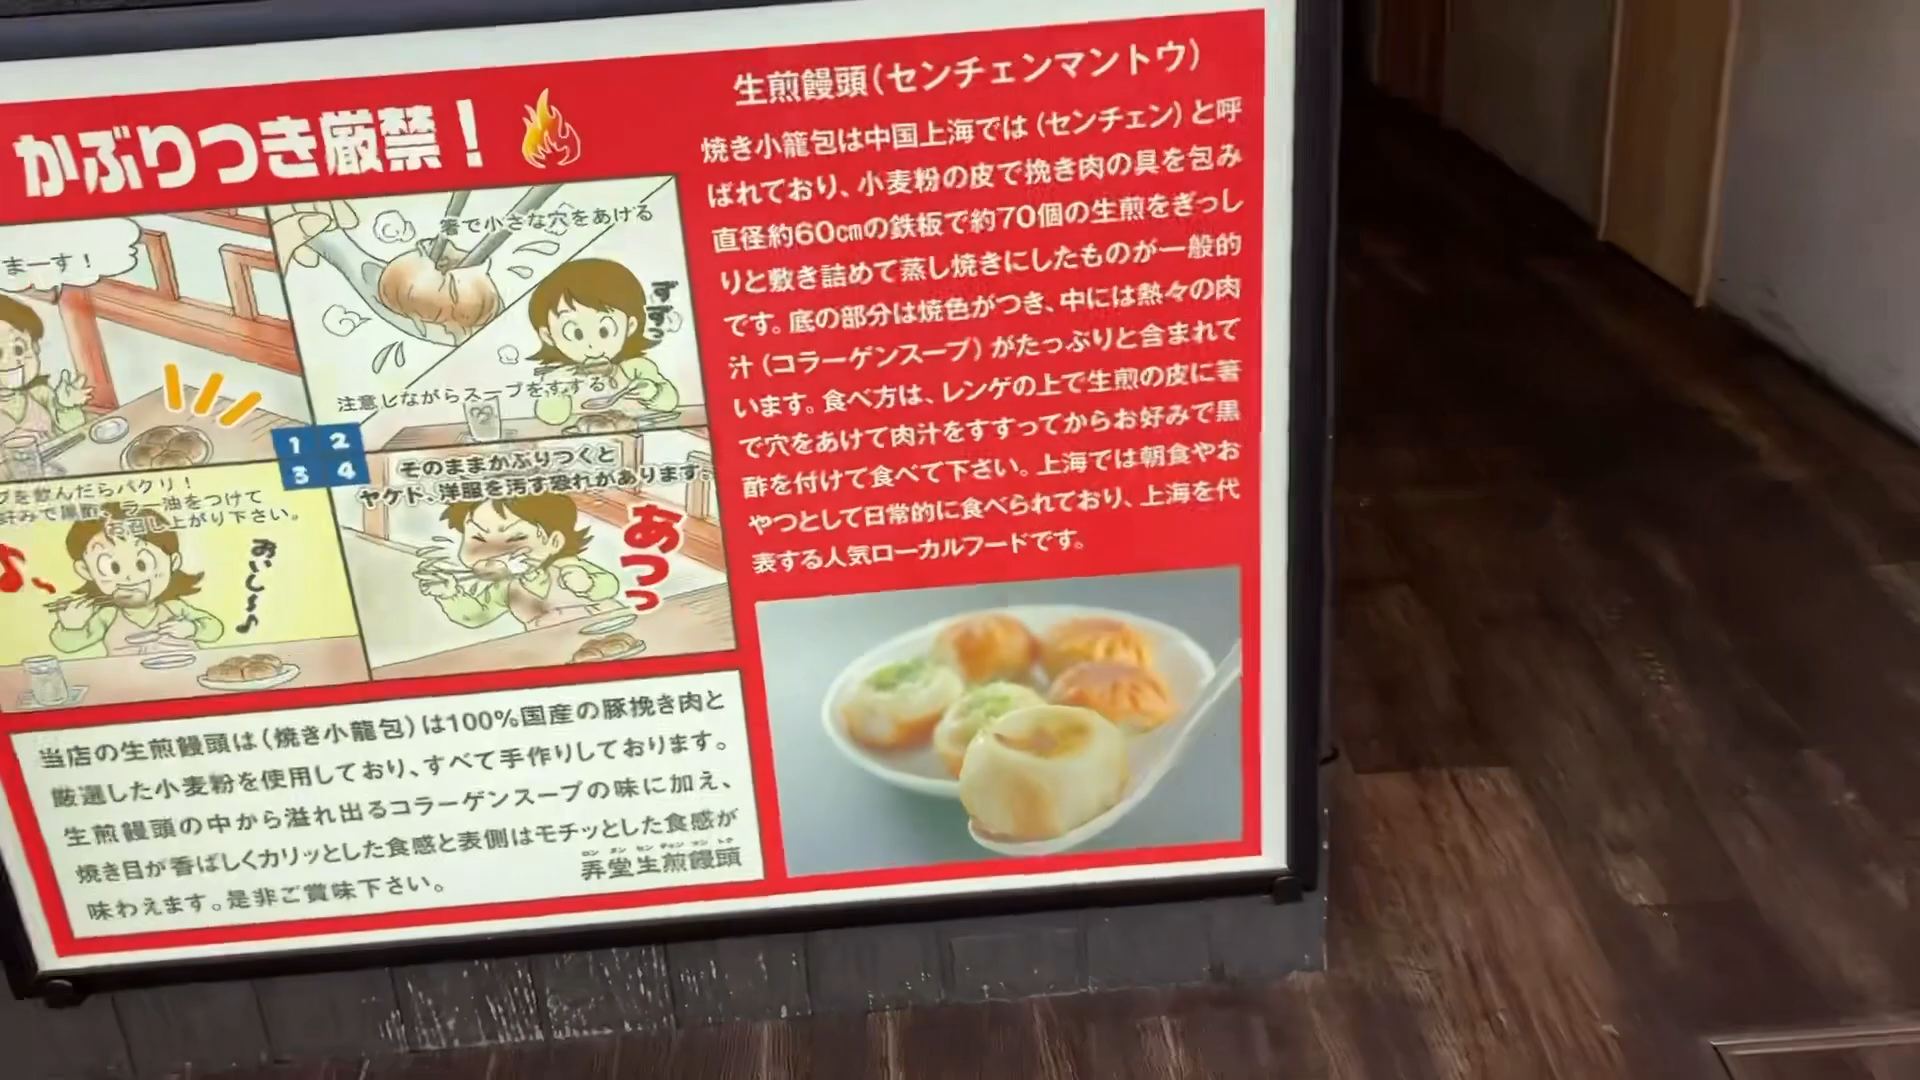 かぶりつき厳禁!
まーす!
箸で小さな穴をあける
ずずっ
注意しながらスープをすする
1 2
3 4
プを飲んだらパクリ!
好みで黒酢、ラー油をつけて
お召し上がり下さい。
おいし〜♪
そのままかぶりつくと
ヤケド、洋服を汚す恐れがあります。
あつっ
当店の生煎饅頭は(焼き小龍包)は100%国産の豚挽き肉と
厳選した小麦粉を使用しており、すべて手作りしております。
生煎饅頭の中から溢れ出るコラーゲンスープの味に加え、
焼き目が香ばしくカリッとした食感と表側はモチッとした食感が
味わえます。是非ご賞味下さい。
弄堂生煎饅頭
生煎饅頭(センチェンマントウ)
焼き小籠包は中国上海では(センチェン)と呼
ばれており、小麦粉の皮で挽き肉の具を包み
直径約60cmの鉄板で約70個の生煎をぎっし
りと敷き詰めて蒸し焼きにしたものが一般的
です。底の部分は焼色がつき、中には熱々の肉
汁(コラーゲンスープ)がたっぷりと含まれて
います。食べ方は、レンゲの上で生煎の皮に箸
で穴をあけて肉汁をすすってからお好みで黒
酢を付けて食べて下さい。上海では朝食やお
やつとして日常的に食べられており、上海を代
表する人気ローカルフードです。